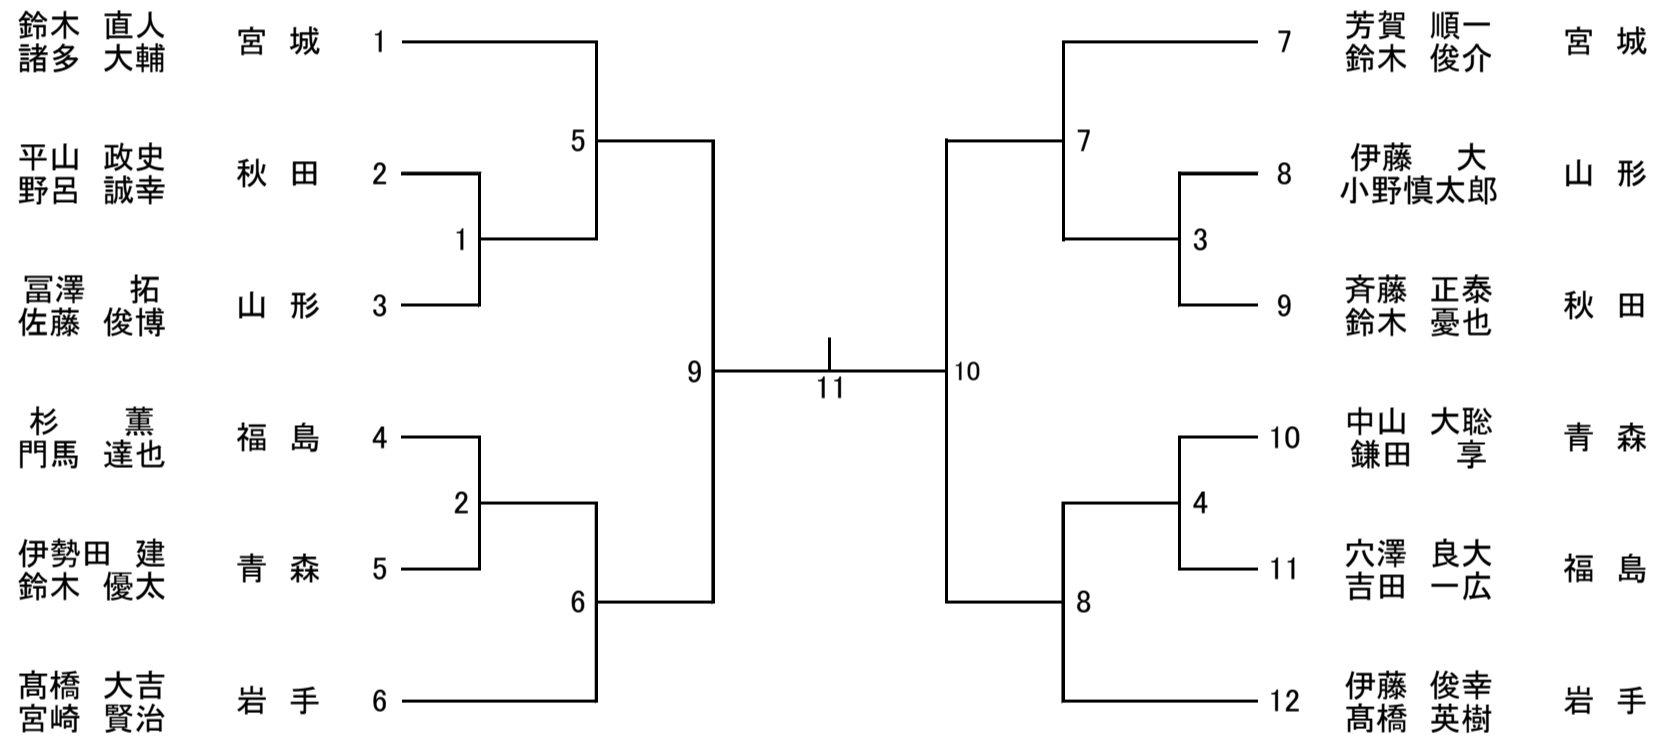 鈴木 直人
諸多 大輔
宮 城 1
平山 政史
野呂 誠幸
秋 田 2
冨澤 拓
佐藤 俊博
山 形 3
杉 薫
門馬 達也
福 島 4
伊勢田 建
鈴木 優太
青 森 5
髙橋 大吉
宮崎 賢治
岩 手 6
5
1
2
6
9
11
10
7
3
4
8
7
芳賀 順一
鈴木 俊介
宮 城
8
伊藤 大
小野慎太郎
山 形
9
斉藤 正泰
鈴木 憂也
秋 田
10
中山 大聡
鎌田 享
青 森
11
穴澤 良大
吉田 一広
福 島
12
伊藤 俊幸
髙橋 英樹
岩 手